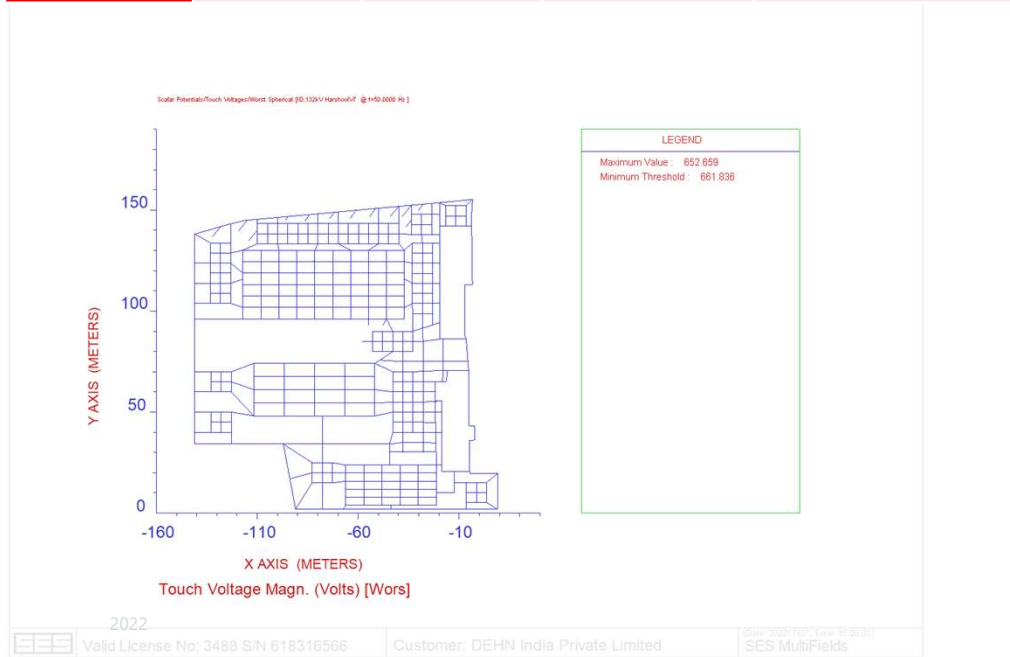 Scalar Potentials/Touch Voltages/Worst Spherical [ID:132kV Harshool\f @ f=50.0000 Hz ]
LEGEND
Maximum Value : 652.659
Minimum Threshold : 661.836
150
100
50
0
Y AXIS (METERS)
-160 -110 -60 -10
X AXIS (METERS)
Touch Voltage Magn. (Volts) [Wors]
2022
SES
Valid License No: 3488 S/N 618316566
Customer: DEHN India Private Limited
SES MultiFields